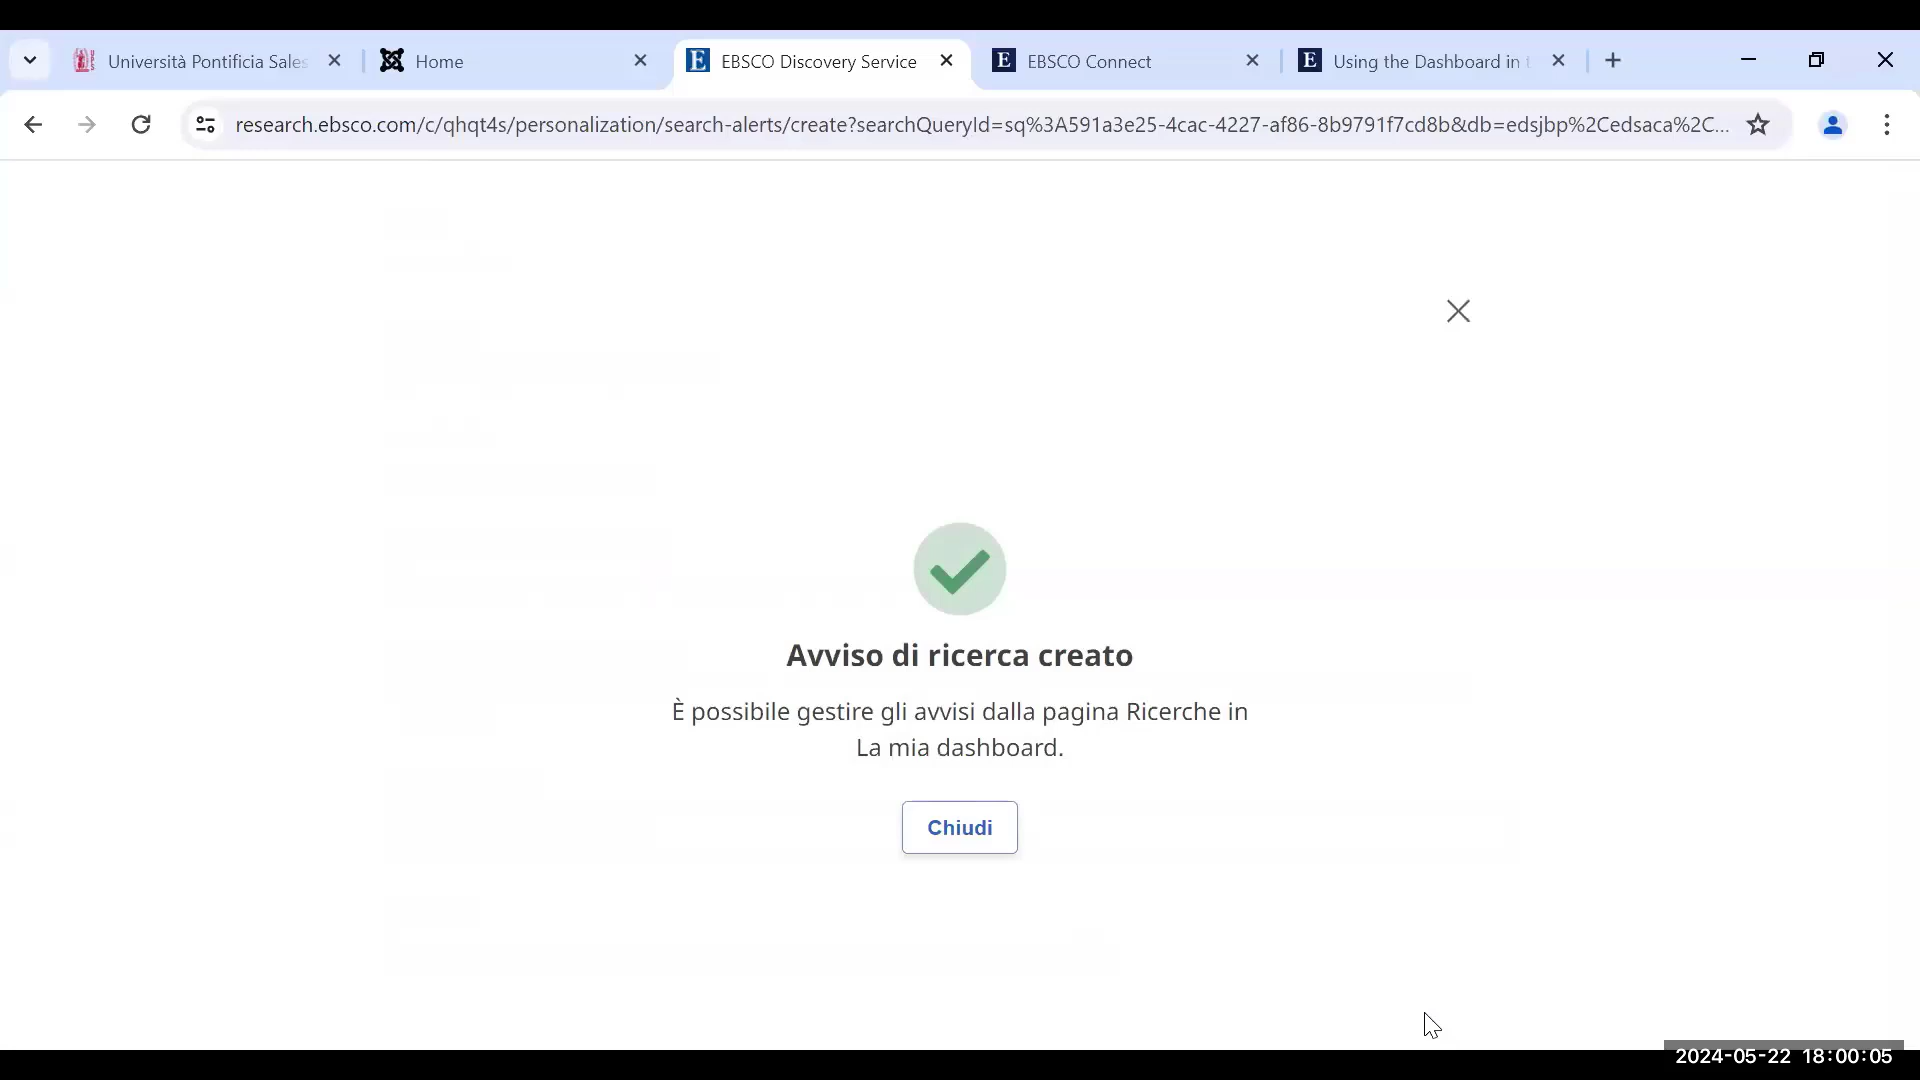 Università Pontificia Sales
Home
EBSCO Discovery Service
EBSCO Connect
Using the Dashboard in
research.ebsco.com/c/qhqt4s/personalization/search-alerts/create?searchQueryId=sq%3A591a3e25-4cac-4227-af86-8b9791f7cd8b&db=edsjbp%2Cedsaca%2C...
Avviso di ricerca creato
È possibile gestire gli avvisi dalla pagina Ricerche in
La mia dashboard.
Chiudi
2024-05-22 18:00:05